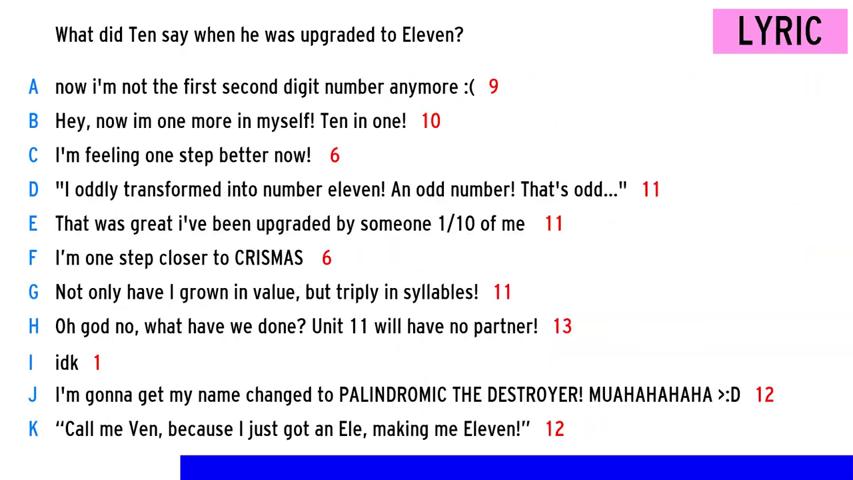 What did Ten say when he was upgraded to Eleven?
LYRIC
A now i'm not the first second digit number anymore :( 9
B Hey, now im one more in myself! Ten in one! 10
C I'm feeling one step better now! 6
D "I oddly transformed into number eleven! An odd number! That's odd..." 11
E That was great i've been upgraded by someone 1/10 of me 11
F I’m one step closer to CRISMAS 6
G Not only have I grown in value, but triply in syllables! 11
H Oh god no, what have we done? Unit 11 will have no partner! 13
I idk 1
J I'm gonna get my name changed to PALINDROMIC THE DESTROYER! MUAHAHAHAHA >:D 12
K “Call me Ven, because I just got an Ele, making me Eleven!” 12